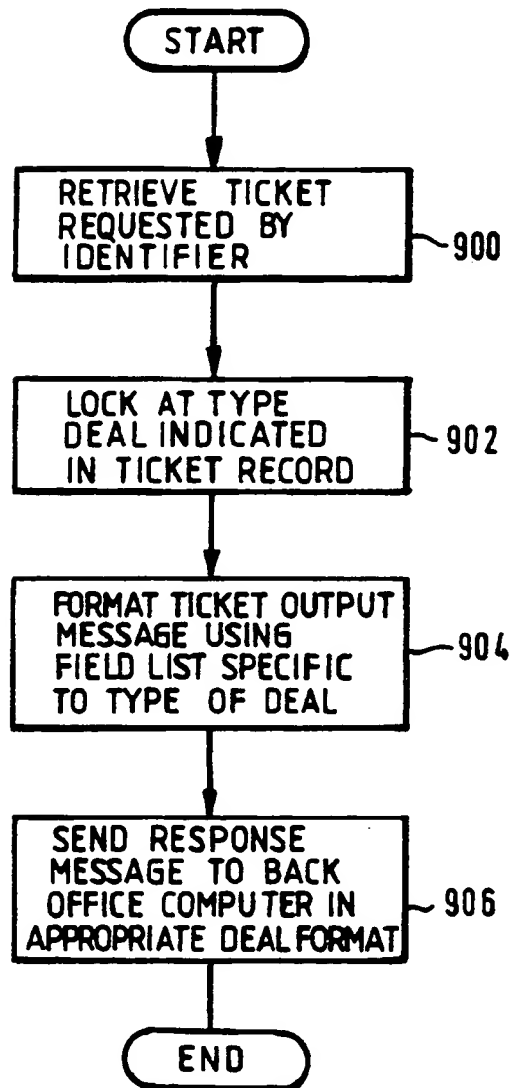 START
RETRIEVE TICKET
REQUESTED BY
IDENTIFIER
900
LOCK AT TYPE
DEAL INDICATED
IN TICKET RECORD
902
FORMAT TICKET OUTPUT
MESSAGE USING
FIELD LIST SPECIFIC
TO TYPE OF DEAL
904
SEND RESPONSE
MESSAGE TO BACK
OFFICE COMPUTER IN
APPROPRIATE DEAL FORMAT
906
END